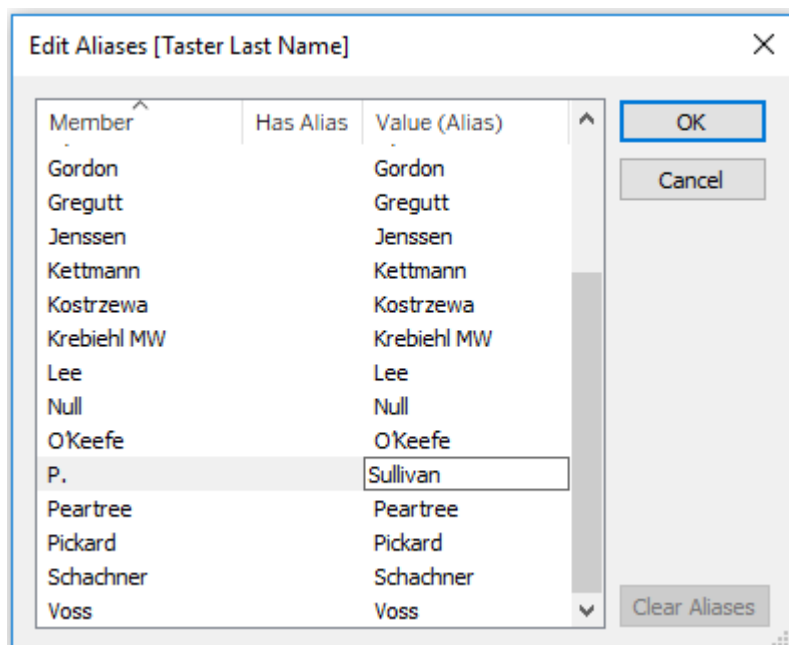 Edit Aliases [Taster Last Name]
Member Has Alias Value (Alias)
Gordon Gordon
Gregutt Gregutt
Jenssen Jenssen
Kettmann Kettmann
Kostrzewa Kostrzewa
Krebiehl MW Krebiehl MW
Lee Lee
Null Null
O'Keefe O'Keefe
P. Sullivan
Peartree Peartree
Pickard Pickard
Schachner Schachner
Voss Voss
OK
Cancel
Clear Aliases